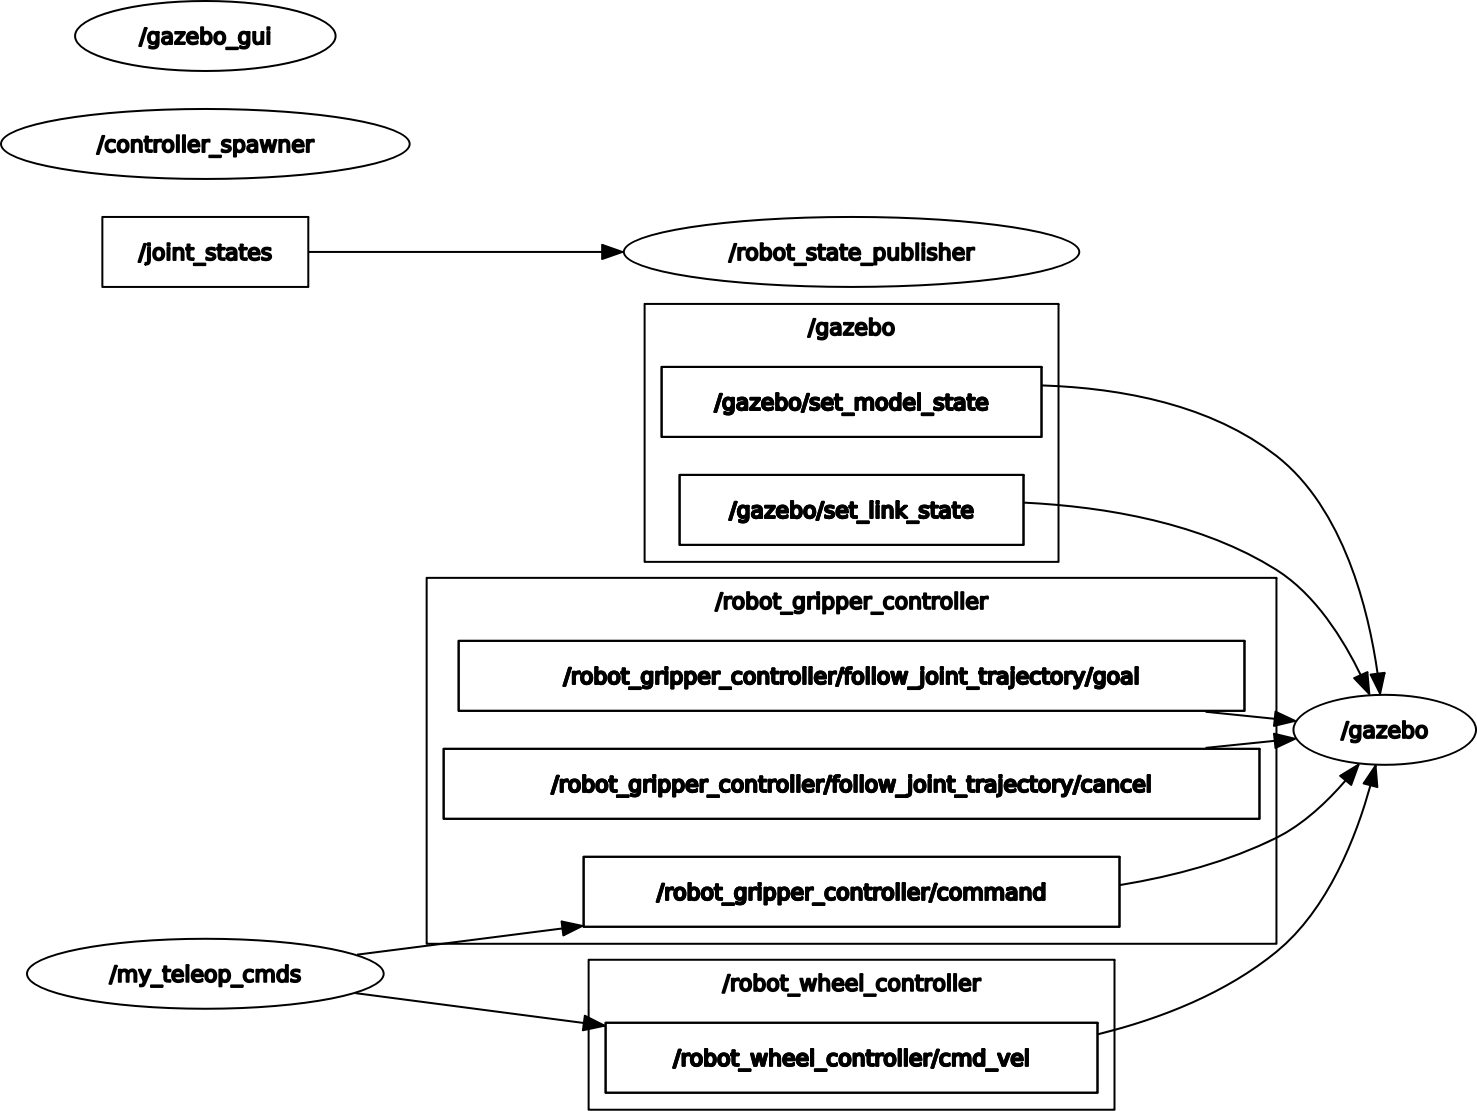 /gazebo_gui
/controller_spawner
/joint_states
/robot_state_publisher
/gazebo
/gazebo/set_model_state
/gazebo/set_link_state
/robot_gripper_controller
/robot_gripper_controller/follow_joint_trajectory/goal
/gazebo
/robot_gripper_controller/follow_joint_trajectory/cancel
/robot_gripper_controller/command
/my_teleop_cmds
/robot_wheel_controller
/robot_wheel_controller/cmd_vel